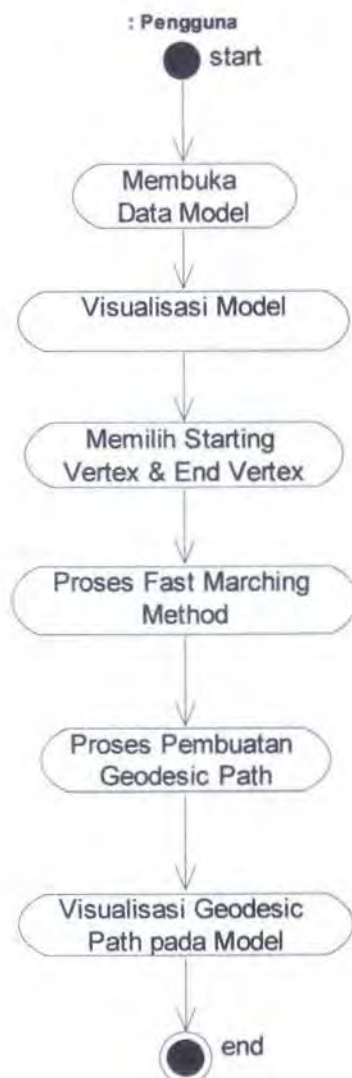 : Pengguna
start
Membuka
Data Model
Visualisasi Model
Memilih Starting
Vertex & End Vertex
Proses Fast Marching
Method
Proses Pembuatan
Geodesic Path
Visualisasi Geodesic
Path pada Model
end